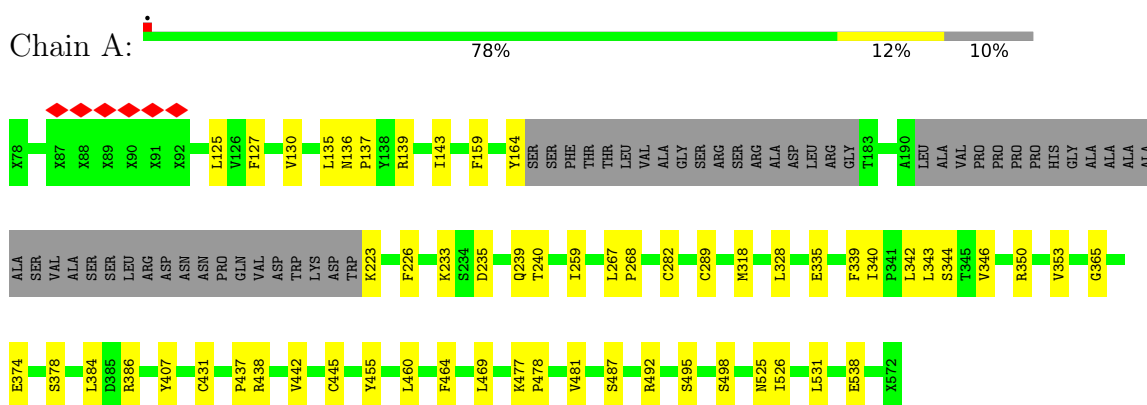 Chain A:
78% 12% 10%
X78 X87 X88 X89 X90 X91 X92 L125 V126 F127 V130 L135 N136 P137 Y138 R139 I143 F159 Y164 SER SER PHE THR THR LEU VAL ALA GLY SER ARG SER ARG ALA ASP LEU ARG GLY T183 A190 LEU ALA VAL PRO PRO PRO PRO HIS GLY ALA ALA ALA ALA
ALA SER VAL ALA SER SER LEU ARG ASP ASN ASN PRO GLN VAL ASP TRP LYS ASP TRP K223 F226 K233 S234 D235 Q239 T240 I259 L267 P268 C282 C289 M318 L328 E335 F339 I340 P341 L342 L343 S344 T345 V346 R350 V353 G365
E374 S378 L384 D385 R386 Y407 C431 P437 R438 V442 C445 Y455 L460 F464 L469 K477 P478 V481 S487 R492 S495 S498 N525 I526 L531 E538 X572